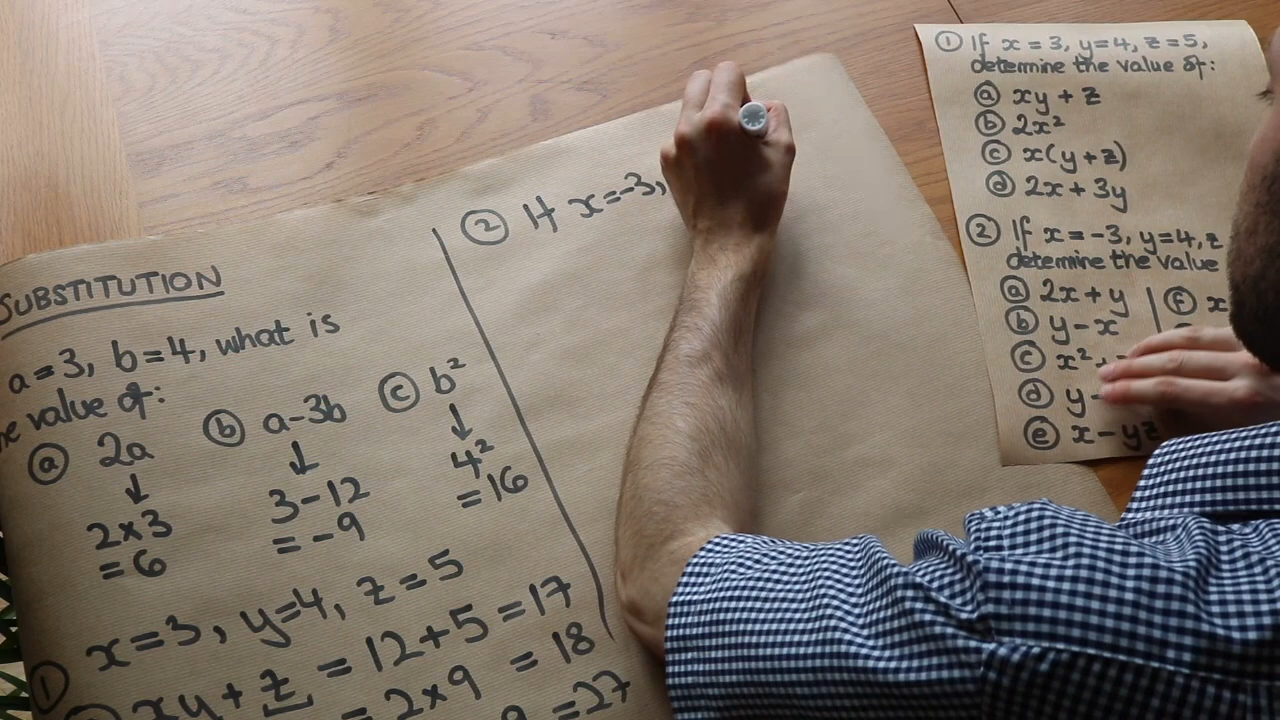 SUBSTITUTION
a=3, b=4, what is
value of:
ⓐ 2a
↓
2×3
=6
ⓑ a-3b
↓
3-12
=-9
ⓒ b²
↓
4²
=16
① x=3, y=4, z=5
xy+z = 12+5 =17
=2×9 =18
=27
② If x=-3,
① If x=3, y=4, z=5,
determine the value of:
ⓐ xy+z
ⓑ 2x²
ⓒ x(y+z)
ⓓ 2x+3y
② If x=-3, y=4, z
determine the value
ⓐ 2x+y
ⓑ y-x
ⓒ x²
ⓓ y-
ⓔ x-yz
ⓕ x